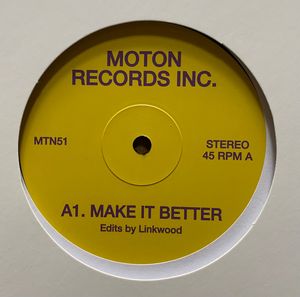 MOTON
RECORDS INC.
MTN51
STEREO
45 RPM A
A1. MAKE IT BETTER
Edits by Linkwood